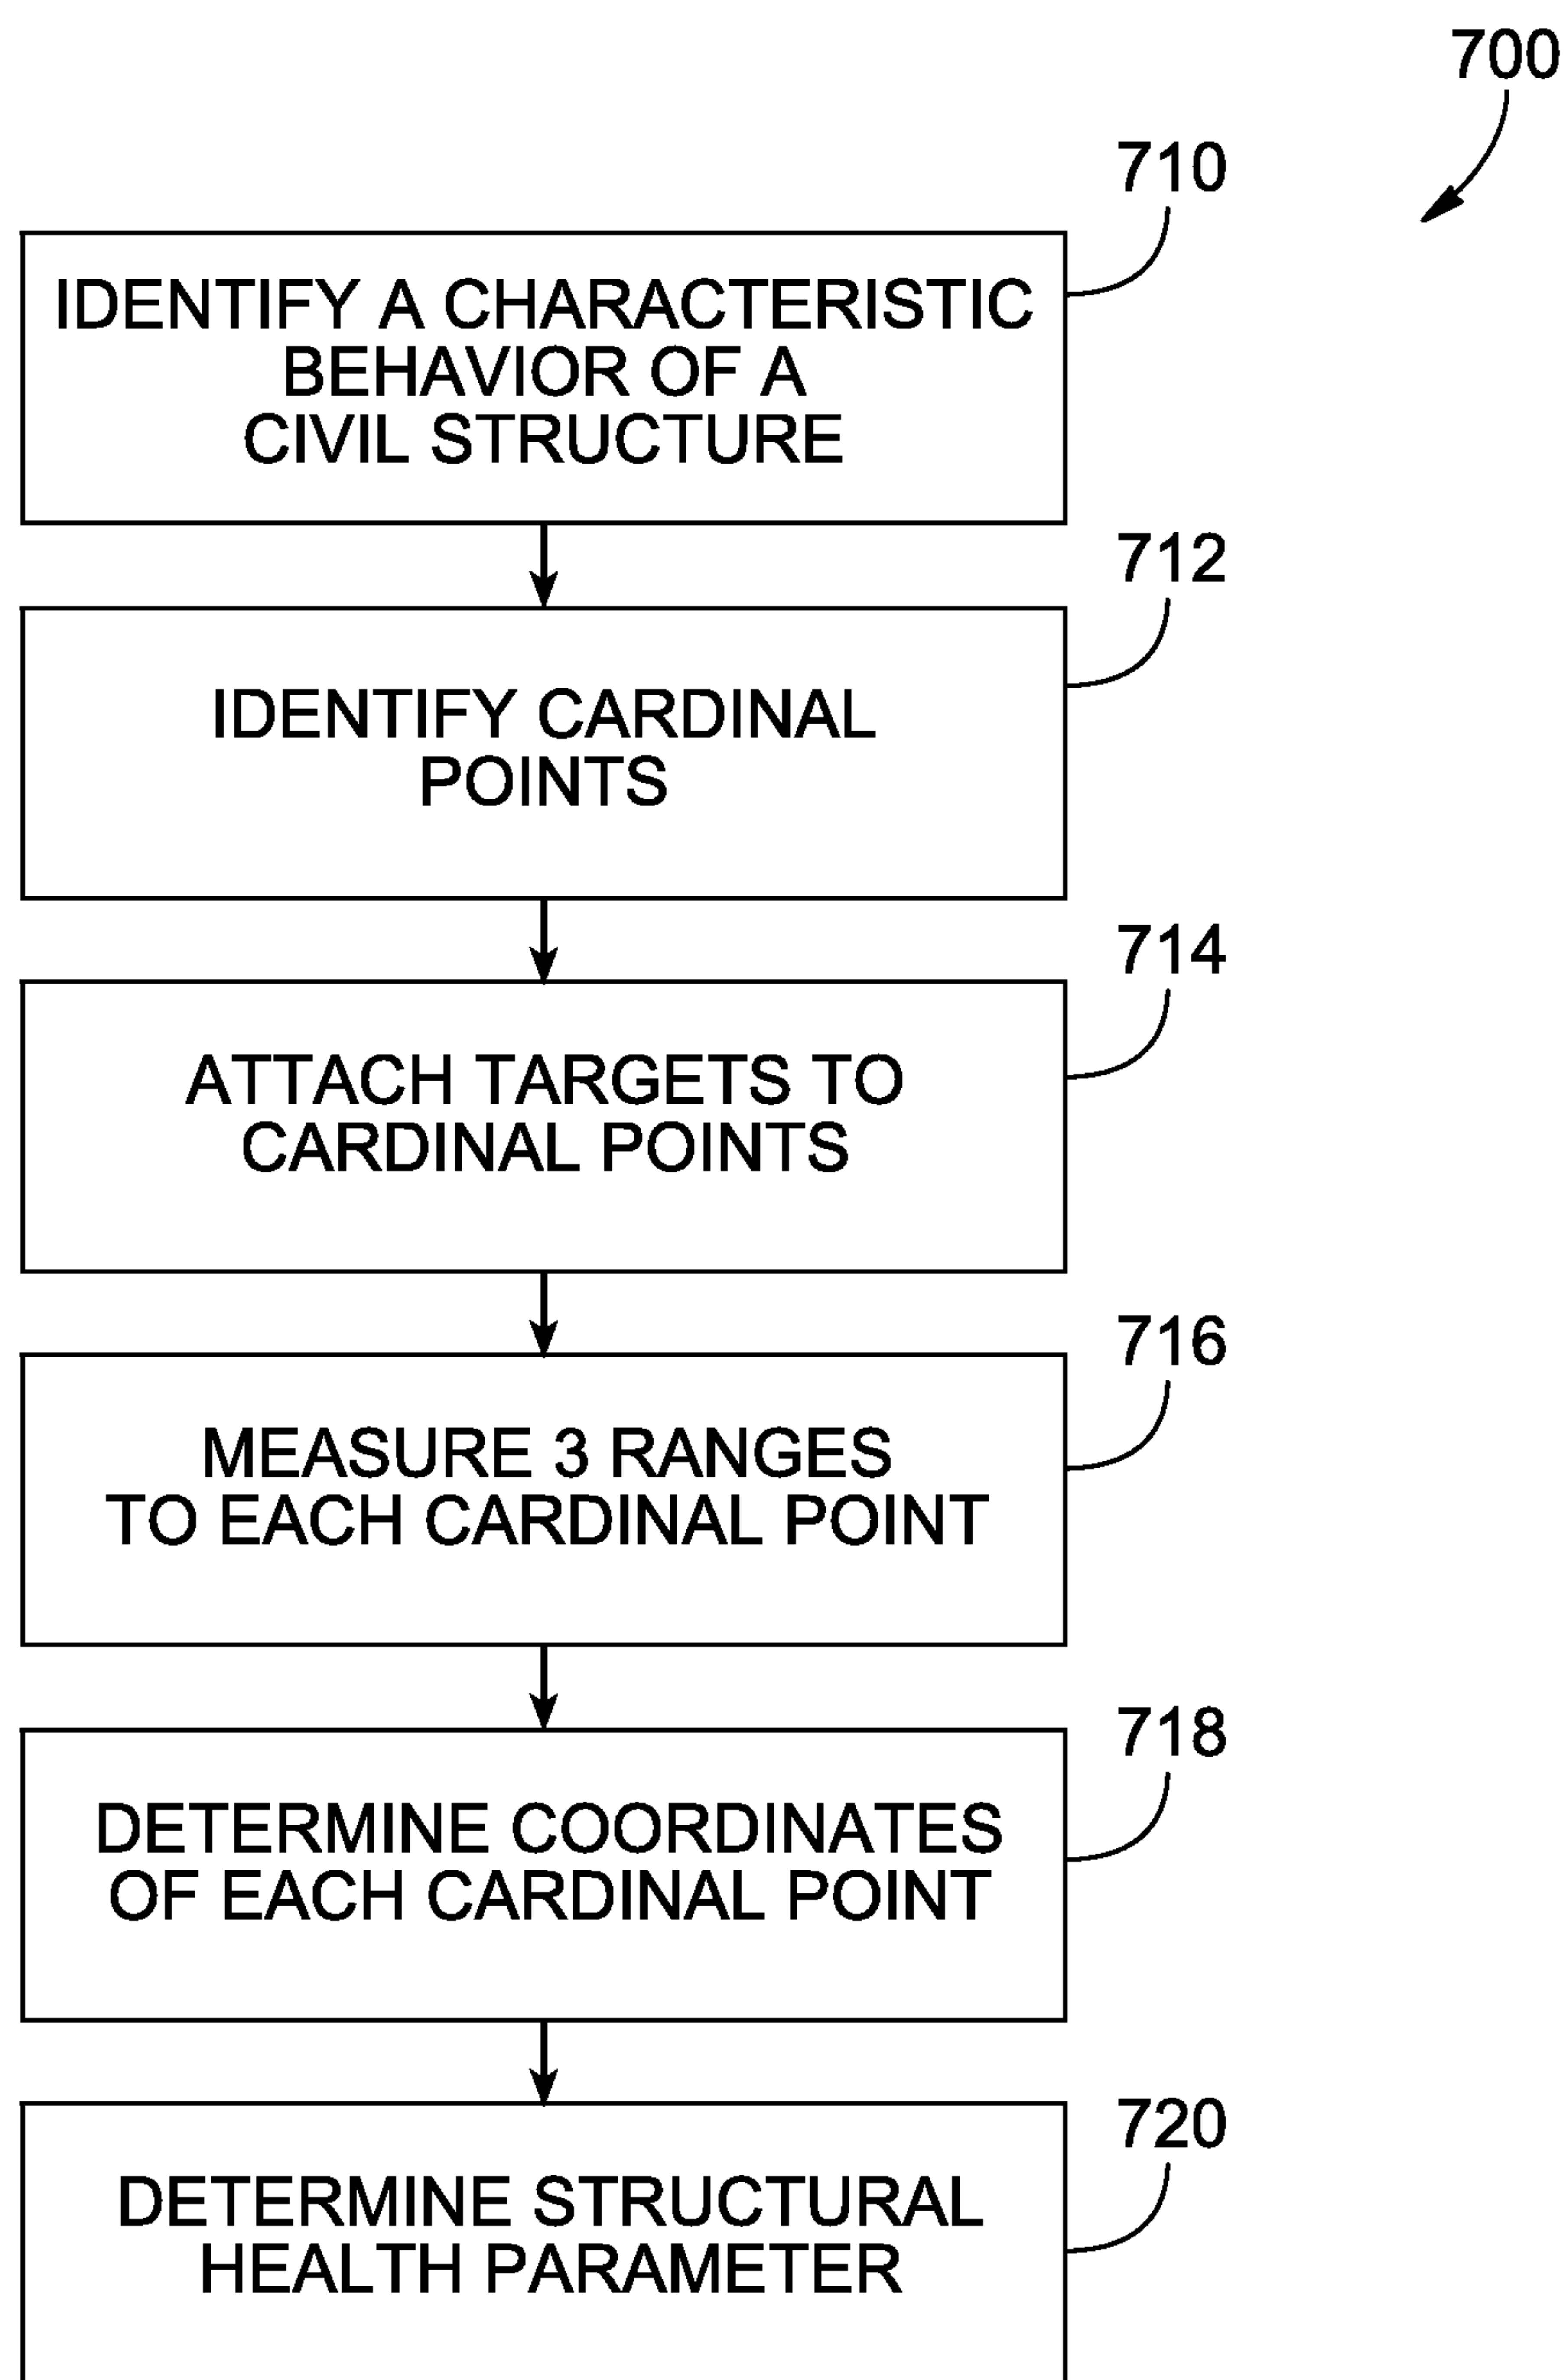 700
710
IDENTIFY A CHARACTERISTIC
BEHAVIOR OF A
CIVIL STRUCTURE
712
IDENTIFY CARDINAL
POINTS
714
ATTACH TARGETS TO
CARDINAL POINTS
716
MEASURE 3 RANGES
TO EACH CARDINAL POINT
718
DETERMINE COORDINATES
OF EACH CARDINAL POINT
720
DETERMINE STRUCTURAL
HEALTH PARAMETER